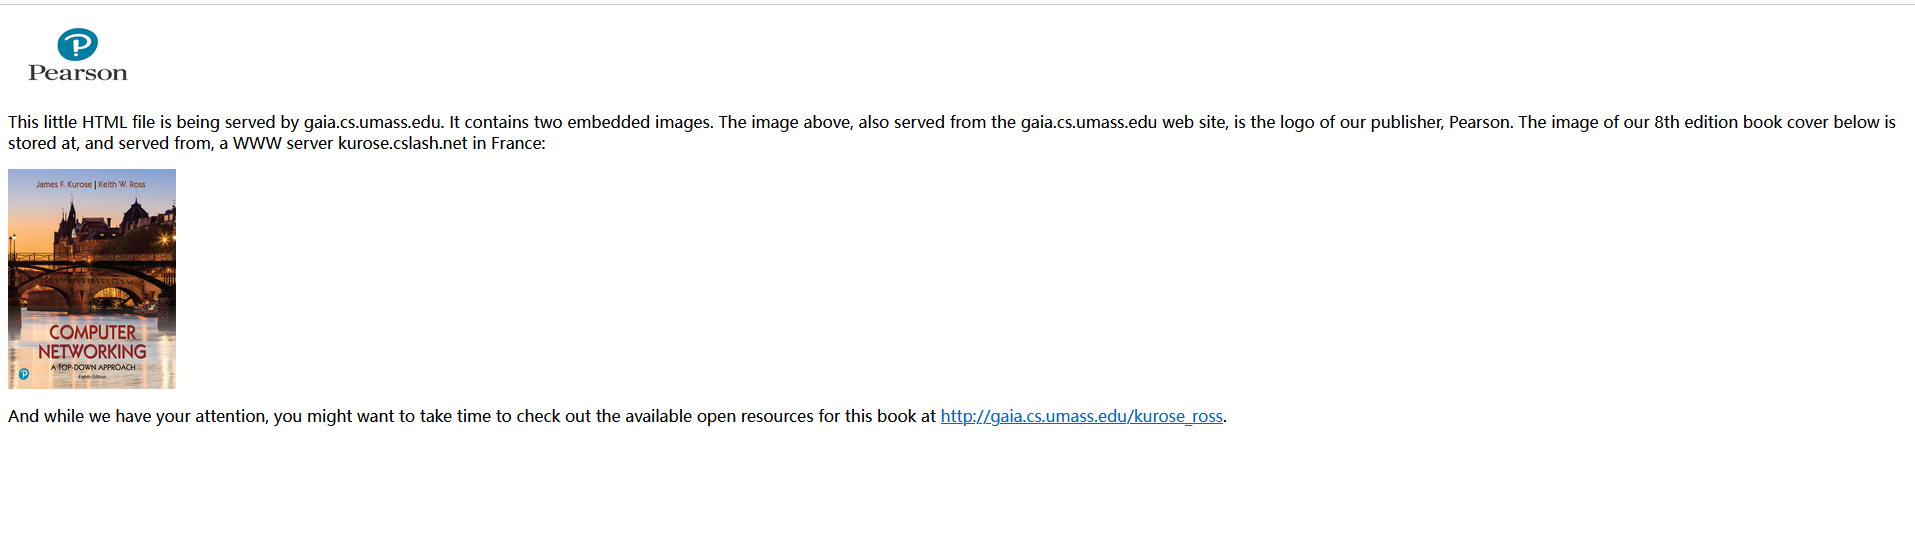 Pearson
This little HTML file is being served by gaia.cs.umass.edu. It contains two embedded images. The image above, also served from the gaia.cs.umass.edu web site, is the logo of our publisher, Pearson. The image of our 8th edition book cover below is
stored at, and served from, a WWW server kurose.cslash.net in France:
James F. Kurose | Keith W. Ross
COMPUTER
NETWORKING
A TOP-DOWN APPROACH
Eighth Edition
And while we have your attention, you might want to take time to check out the available open resources for this book at http://gaia.cs.umass.edu/kurose_ross.